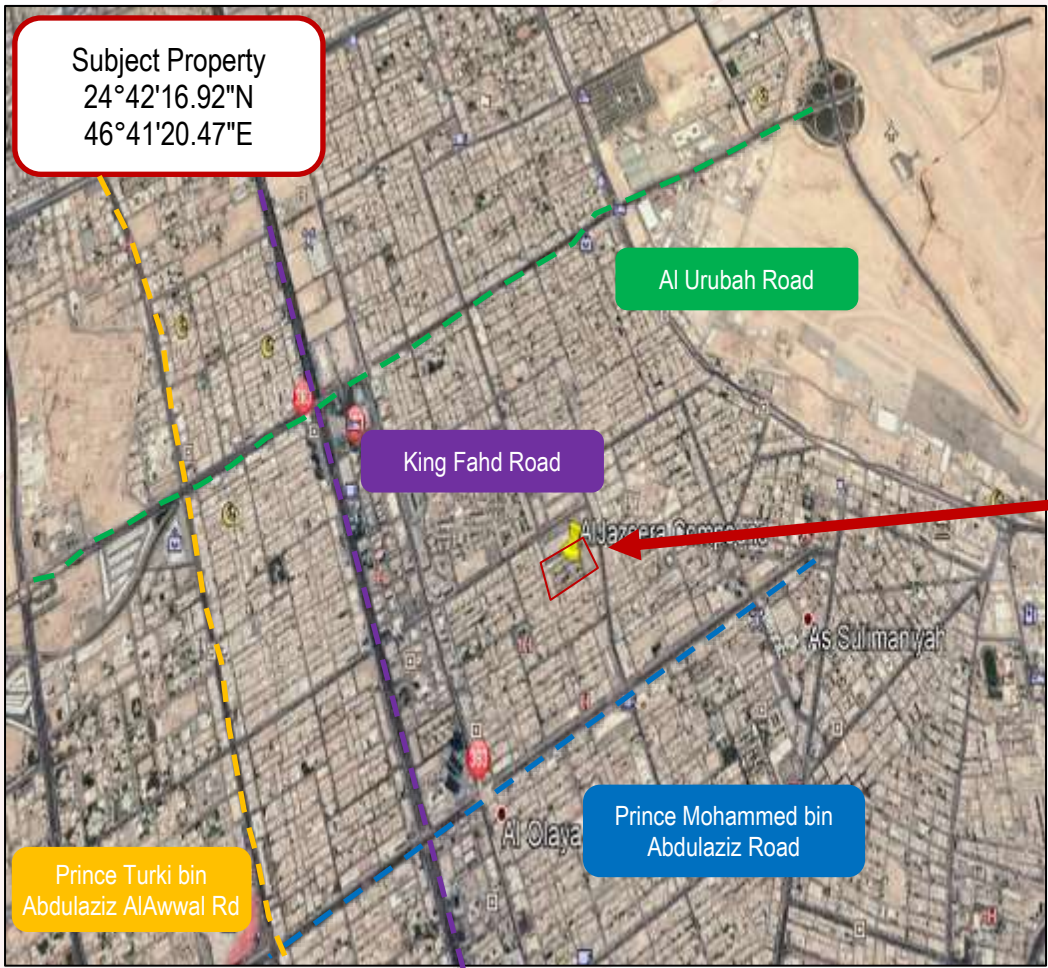 Subject Property
24°42'16.92"N
46°41'20.47"E
Al Urubah Road
King Fahd Road
Al Jazeera Compound
As Sulimaniyah
Prince Mohammed bin
Abdulaziz Road
Al Olaya
Prince Turki bin
Abdulaziz AlAwwal Rd